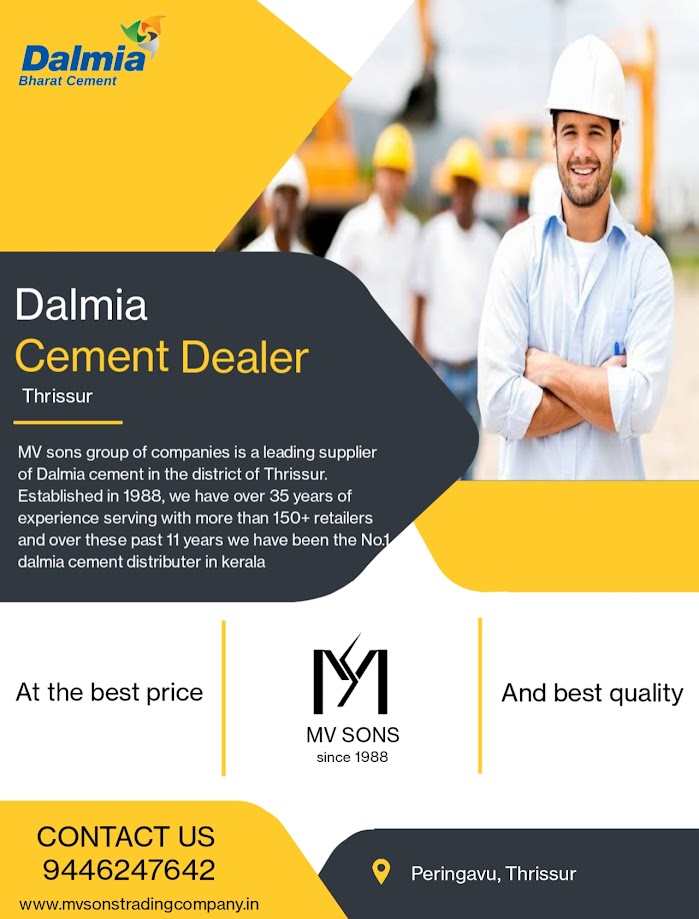 Dalmia
Bharat Cement
Dalmia
Cement Dealer
Thrissur
MV sons group of companies is a leading supplier
of Dalmia cement in the district of Thrissur.
Established in 1988, we have over 35 years of
experience serving with more than 150+ retailers
and over these past 11 years we have been the No.1
dalmia cement distributer in kerala
At the best price
MV SONS
since 1988
And best quality
CONTACT US
9446247642
www.mvsonstradingcompany.in
Peringavu, Thrissur